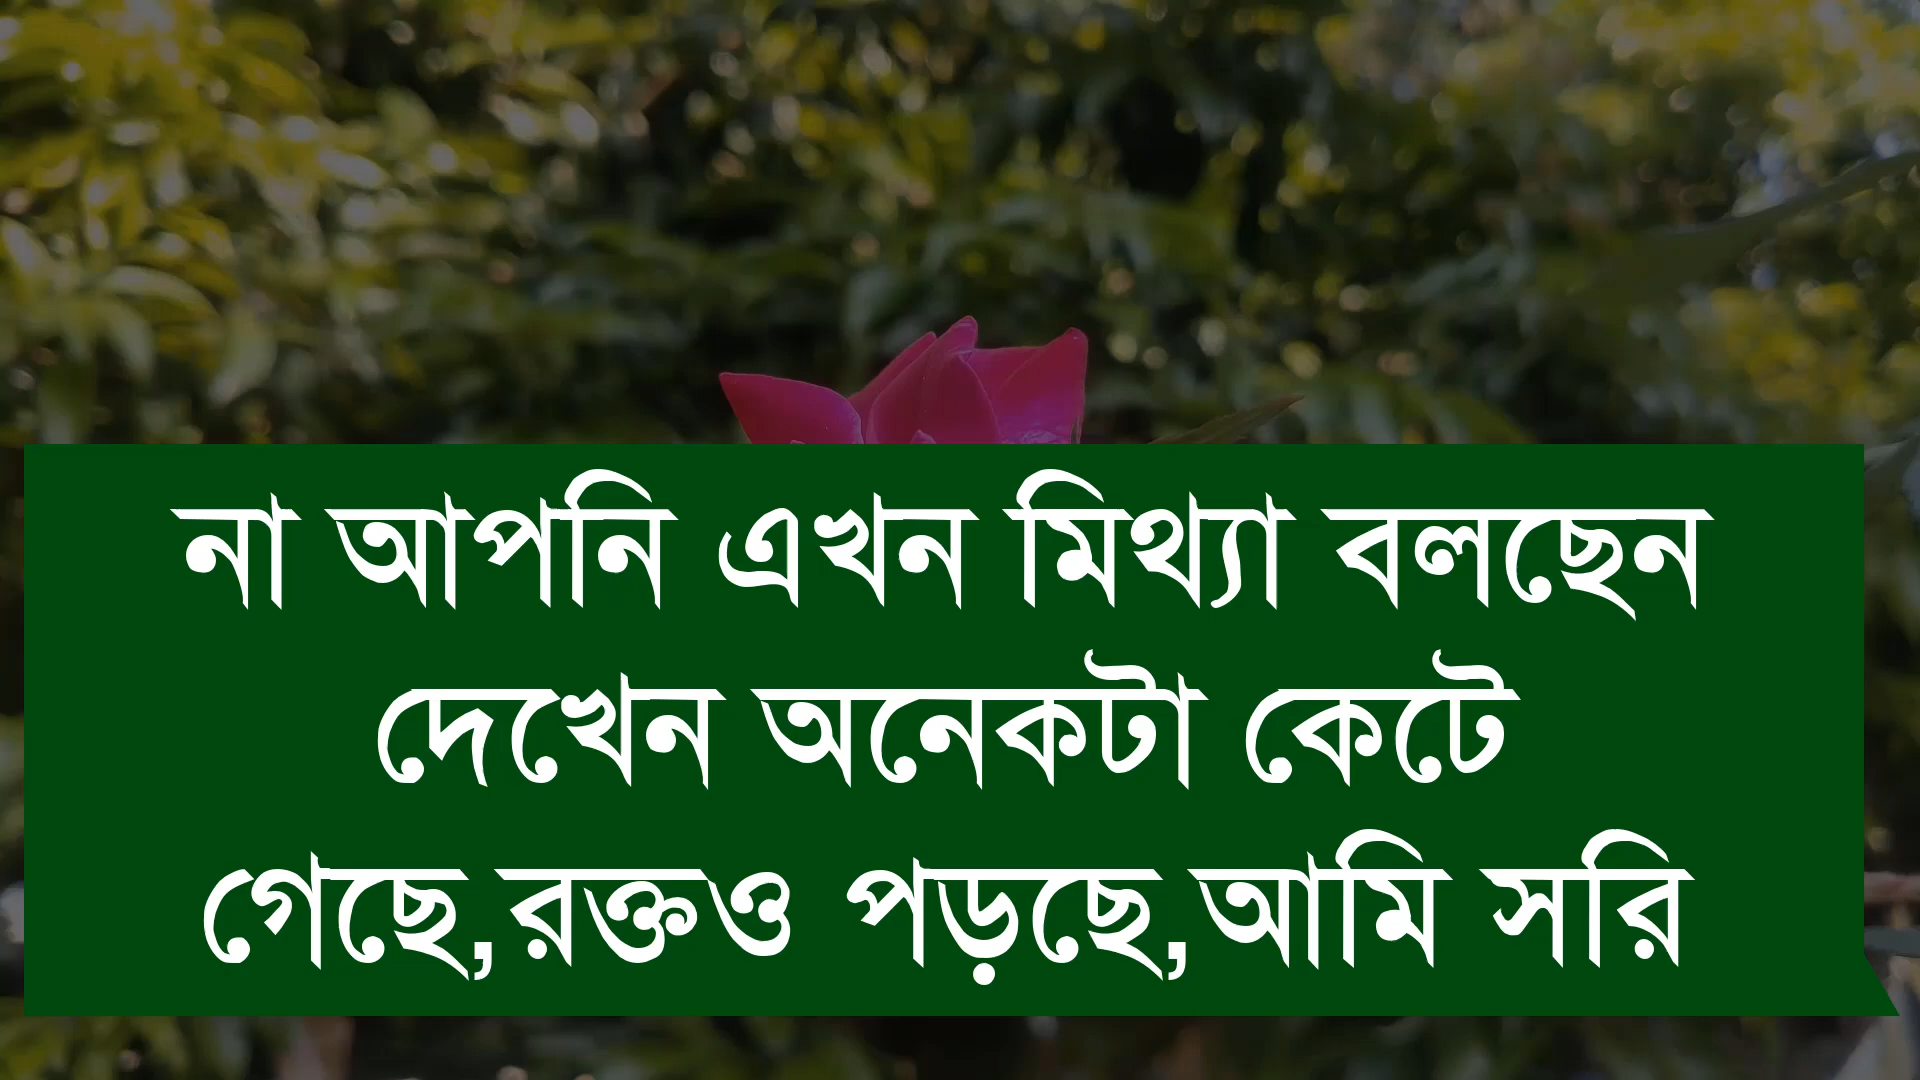 না আপনি এখন মিথ্যা বলছেন
দেখেন অনেকটা কেটে
গেছে,রক্তও পড়ছে,আমি সরি